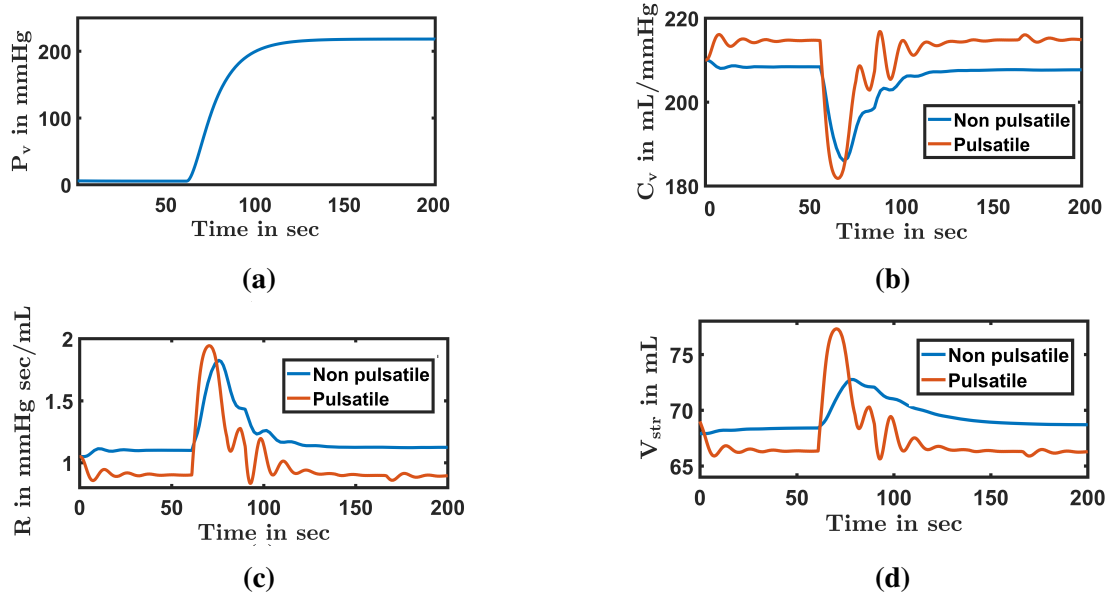 P_v in mmHg
200
100
0
50
100
150
200
Time in sec
(a)
C_v in mL/mmHg
220
200
180
Non pulsatile
Pulsatile
0
50
100
150
200
Time in sec
(b)
R in mmHg sec/mL
2
1.5
1
Non pulsatile
Pulsatile
0
50
100
150
200
Time in sec
(c)
V_str in mL
75
70
65
Non pulsatile
Pulsatile
0
50
100
150
200
Time in sec
(d)